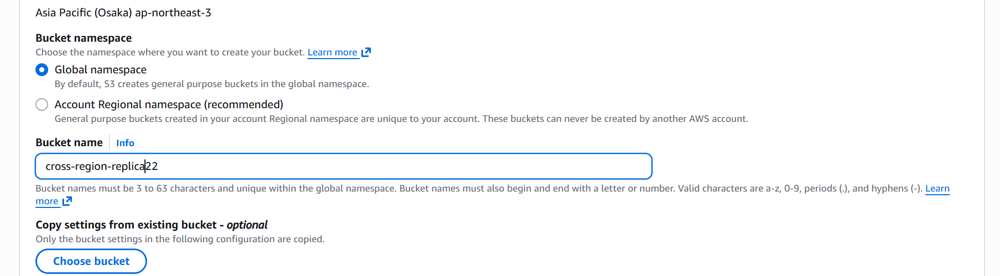 Asia Pacific (Osaka) ap-northeast-3
Bucket namespace
Choose the namespace where you want to create your bucket. Learn more
Global namespace
By default, S3 creates general purpose buckets in the global namespace.
Account Regional namespace (recommended)
General purpose buckets created in your account Regional namespace are unique to your account. These buckets can never be created by another AWS account.
Bucket name Info
cross-region-replica22
Bucket names must be 3 to 63 characters and unique within the global namespace. Bucket names must also begin and end with a letter or number. Valid characters are a-z, 0-9, periods (.), and hyphens (-). Learn
more
Copy settings from existing bucket - optional
Only the bucket settings in the following configuration are copied.
Choose bucket